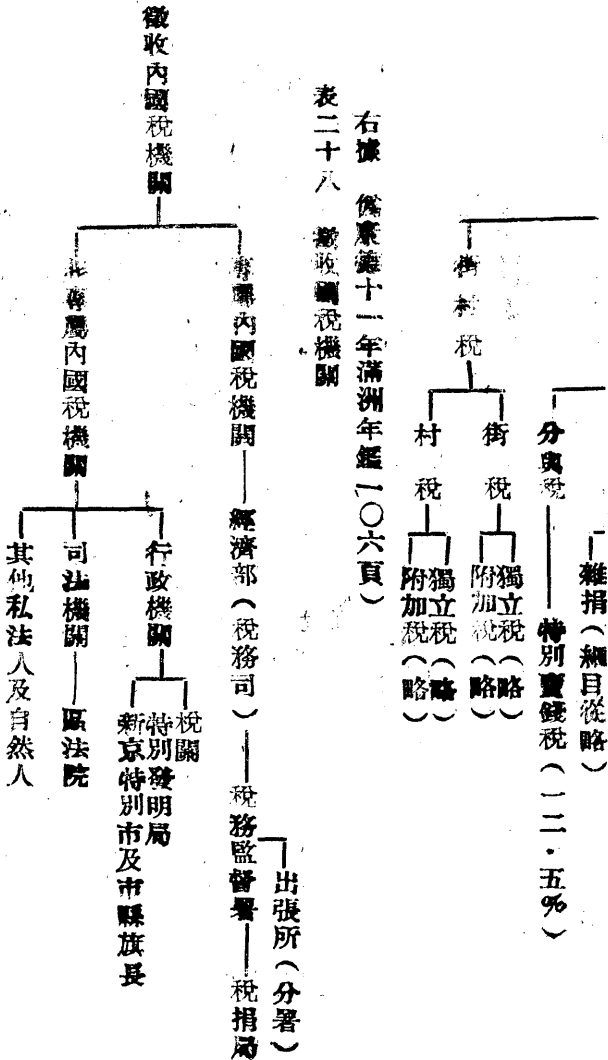 雜捐（細目從略）
分與稅
特別賣錢稅（一二・五％）
街村稅
街稅
獨立稅（略）
附加稅（略）
村稅
獨立稅（略）
附加稅（略）
右據　僞康德十一年滿洲年鑑一〇六頁）
表二十八　徵收國稅機關
徵收內國稅機關
專屬內國稅機關
經濟部（稅務司）
稅務監督署
出張所（分署）
稅捐局
非專屬內國稅機關
行政機關
稅關
特別發明局
新京特別市及市縣旗長
司法機關
區法院
其他私法人及自然人